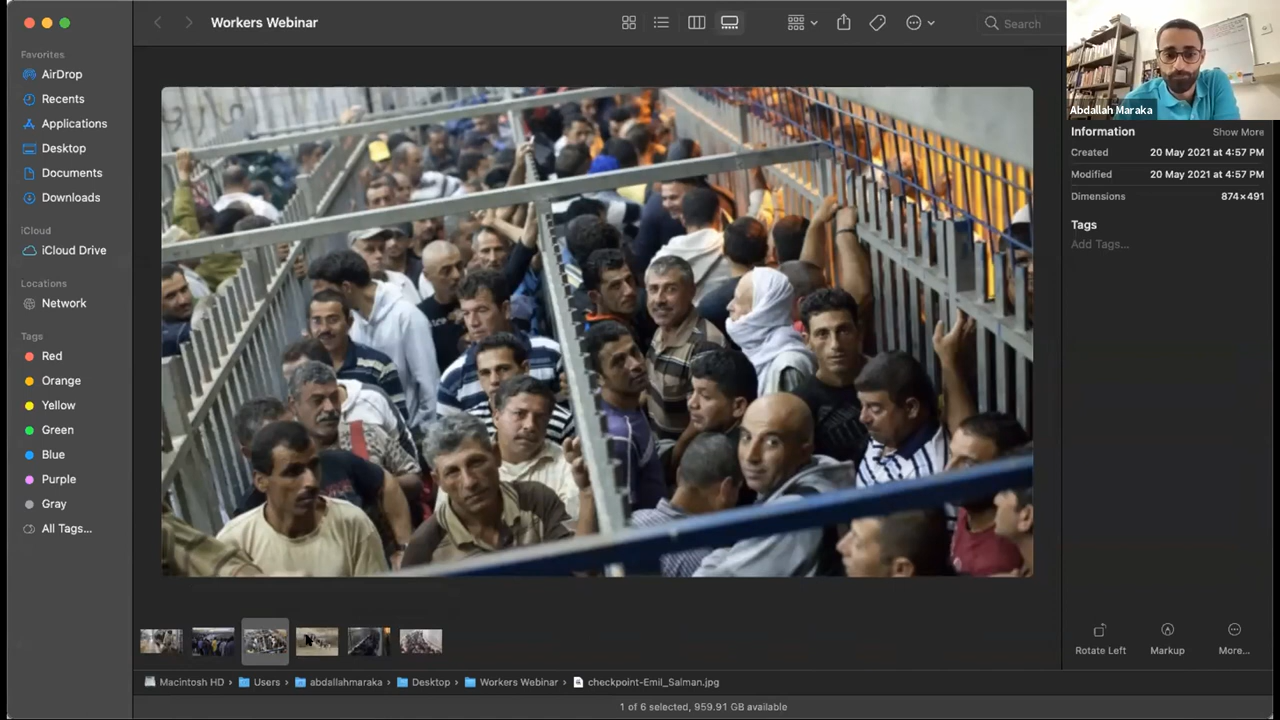 Workers Webinar
Search
Favorites
AirDrop
Recents
Applications
Desktop
Documents
Downloads
iCloud
iCloud Drive
Locations
Network
Tags
Red
Orange
Yellow
Green
Blue
Purple
Gray
All Tags...
Abdallah Maraka
Information
Show More
Created
20 May 2021 at 4:57 PM
Modified
20 May 2021 at 4:57 PM
Dimensions
874×491
Tags
Add Tags...
Rotate Left
Markup
More...
Macintosh HD › Users › abdallahmaraka › Desktop › Workers Webinar › checkpoint-Emil_Salman.jpg
1 of 6 selected, 959.91 GB available